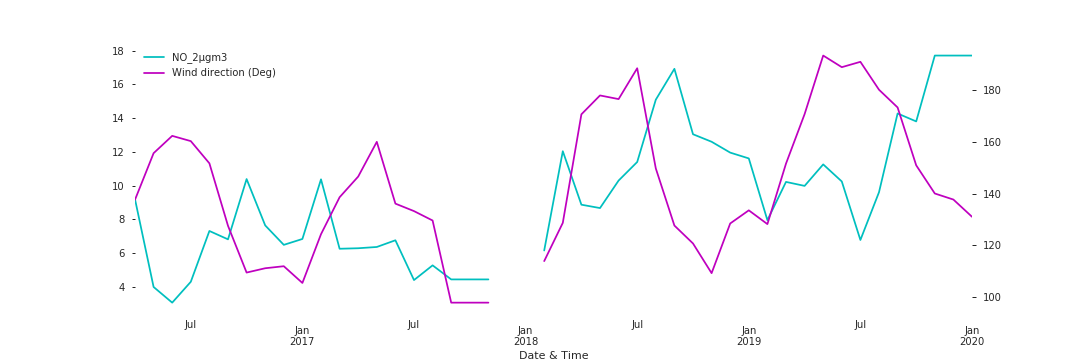 18
16
14
12
10
8
6
4
NO_2µgm3
Wind direction (Deg)
180
160
140
120
100
Jul
Jan
2017
Jul
Jan
2018
Jul
Jan
2019
Jul
Jan
2020
Date & Time